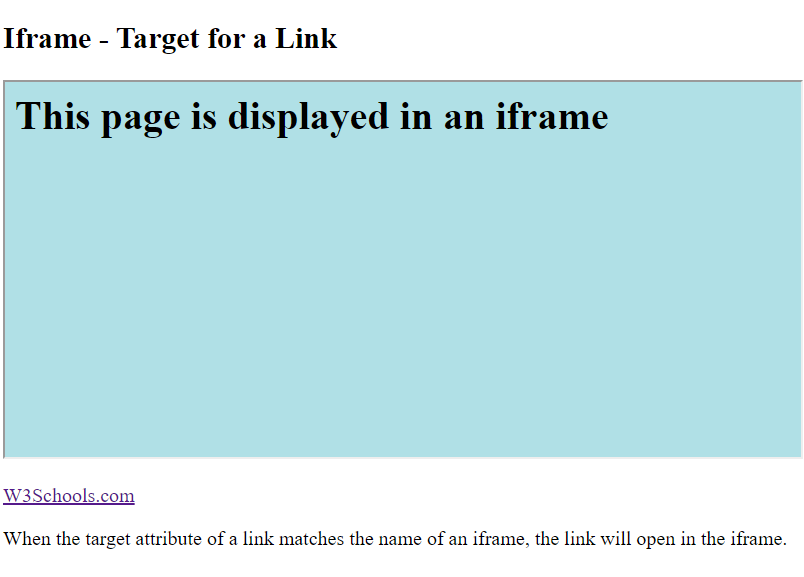 Iframe - Target for a Link
This page is displayed in an iframe
W3Schools.com
When the target attribute of a link matches the name of an iframe, the link will open in the iframe.